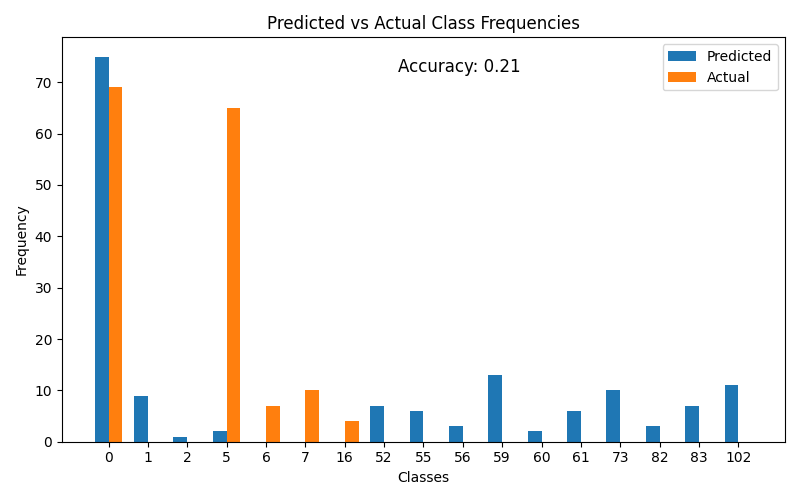 Predicted vs Actual Class Frequencies
Accuracy: 0.21
Predicted
Actual
Frequency
70
60
50
40
30
20
10
0
0 1 2 5 6 7 16 52 55 56 59 60 61 73 82 83 102
Classes